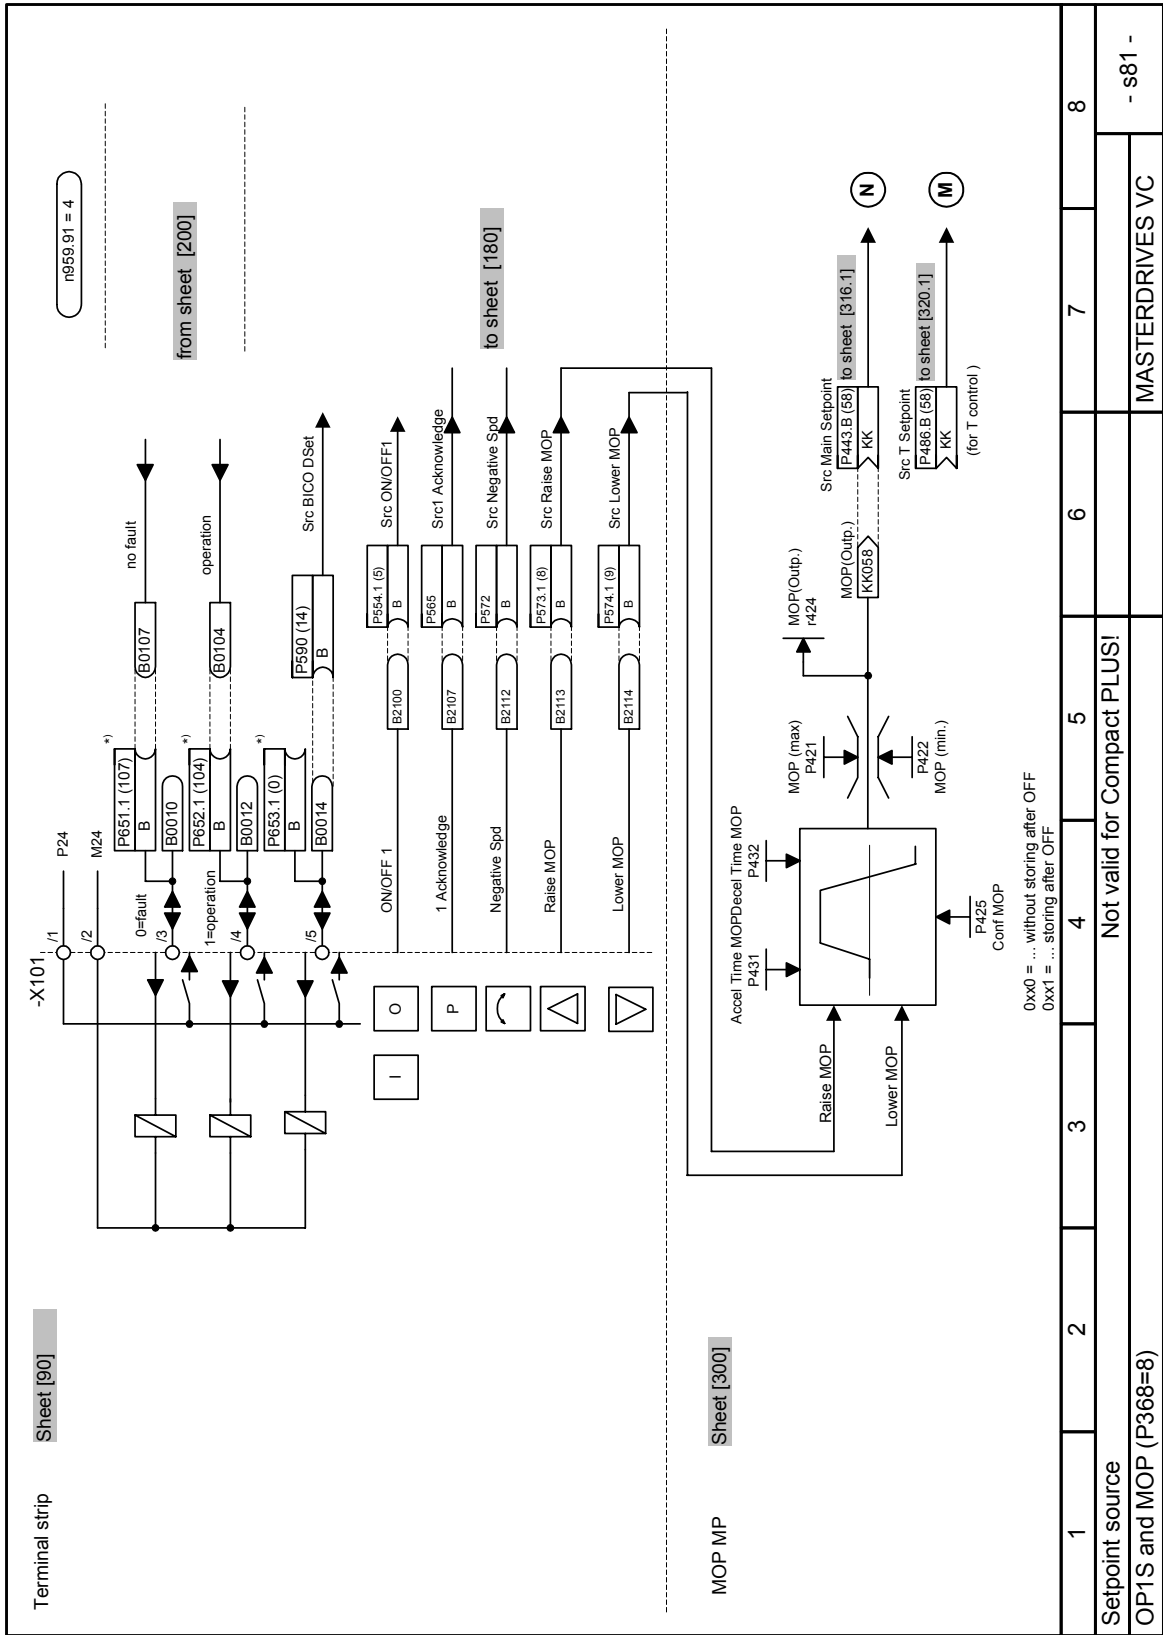 Terminal strip
Sheet [90]
n959.91 = 4
-X101
/1
P24
/2
M24
/3
0=fault
P651.1 (107)
*)
B
B0010
B0107
no fault
from sheet [200]
/4
1=operation
P652.1 (104)
*)
B
B0012
B0104
operation
/5
P653.1 (0)
*)
B
B0014
P590 (14)
B
Src BICO DSet
I
O
ON/OFF 1
B2100
P554.1 (5)
B
Src ON/OFF1
P
1 Acknowledge
B2107
P565
B
Src1 Acknowledge
Negative Spd
B2112
P572
B
Src Negative Spd
to sheet [180]
Raise MOP
B2113
P573.1 (8)
B
Src Raise MOP
Lower MOP
B2114
P574.1 (9)
B
Src Lower MOP
MOP MP
Sheet [300]
Accel Time MOP
P431
Decel Time MOP
P432
Raise MOP
Lower MOP
P425
Conf MOP
MOP (max)
P421
P422
MOP (min.)
MOP(Outp.)
r424
MOP(Outp.)
KK058
Src Main Setpoint
P443.B (58)
KK
to sheet [316.1]
N
Src T Setpoint
P486.B (58)
KK
to sheet [320.1]
M
(for T control )
0xx0 = ... without storing after OFF
0xx1 = ... storing after OFF
1 2 3 4 5 6 7 8
Setpoint source
Not valid for Compact PLUS!
- s81 -
OP1S and MOP (P368=8)
MASTERDRIVES VC